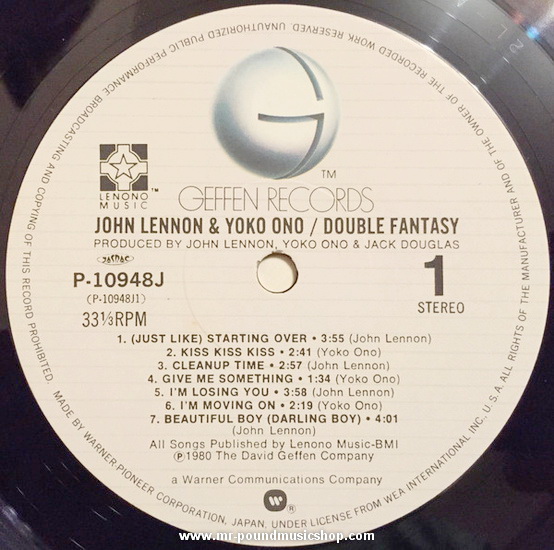 UNAUTHORIZED PUBLIC PERFORMANCE BROADCASTING AND COPYING OF THIS RECORD PROHIBITED.
ALL RIGHTS OF THE MANUFACTURER AND OF THE OWNER OF THE RECORDED WORK RESERVED.
G
TM
LENONO
MUSIC
TM
GEFFEN RECORDS
JOHN LENNON & YOKO ONO / DOUBLE FANTASY
PRODUCED BY JOHN LENNON, YOKO ONO & JACK DOUGLAS
P-10948J
(P-10948J1)
33⅓RPM
1
STEREO
1. (JUST LIKE) STARTING OVER • 3:55 (John Lennon)
2. KISS KISS KISS • 2:41 (Yoko Ono)
3. CLEANUP TIME • 2:57 (John Lennon)
4. GIVE ME SOMETHING • 1:34 (Yoko Ono)
5. I'M LOSING YOU • 3:58 (John Lennon)
6. I'M MOVING ON • 2:19 (Yoko Ono)
7. BEAUTIFUL BOY (DARLING BOY) • 4:01
(John Lennon)
All Songs Published by Lenono Music-BMI
℗1980 The David Geffen Company
a Warner Communications Company
W®
MADE BY WARNER-PIONEER CORPORATION, JAPAN, UNDER LICENSE FROM WEA INTERNATIONAL INC. U.S.A.
www.mr-poundmusicshop.com